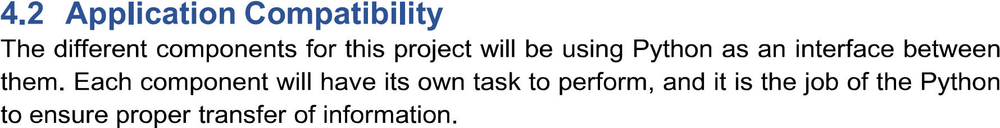 4.2 Application Compatibility
The different components for this project will be using Python as an interface between
them. Each component will have its own task to perform, and it is the job of the Python
to ensure proper transfer of information.